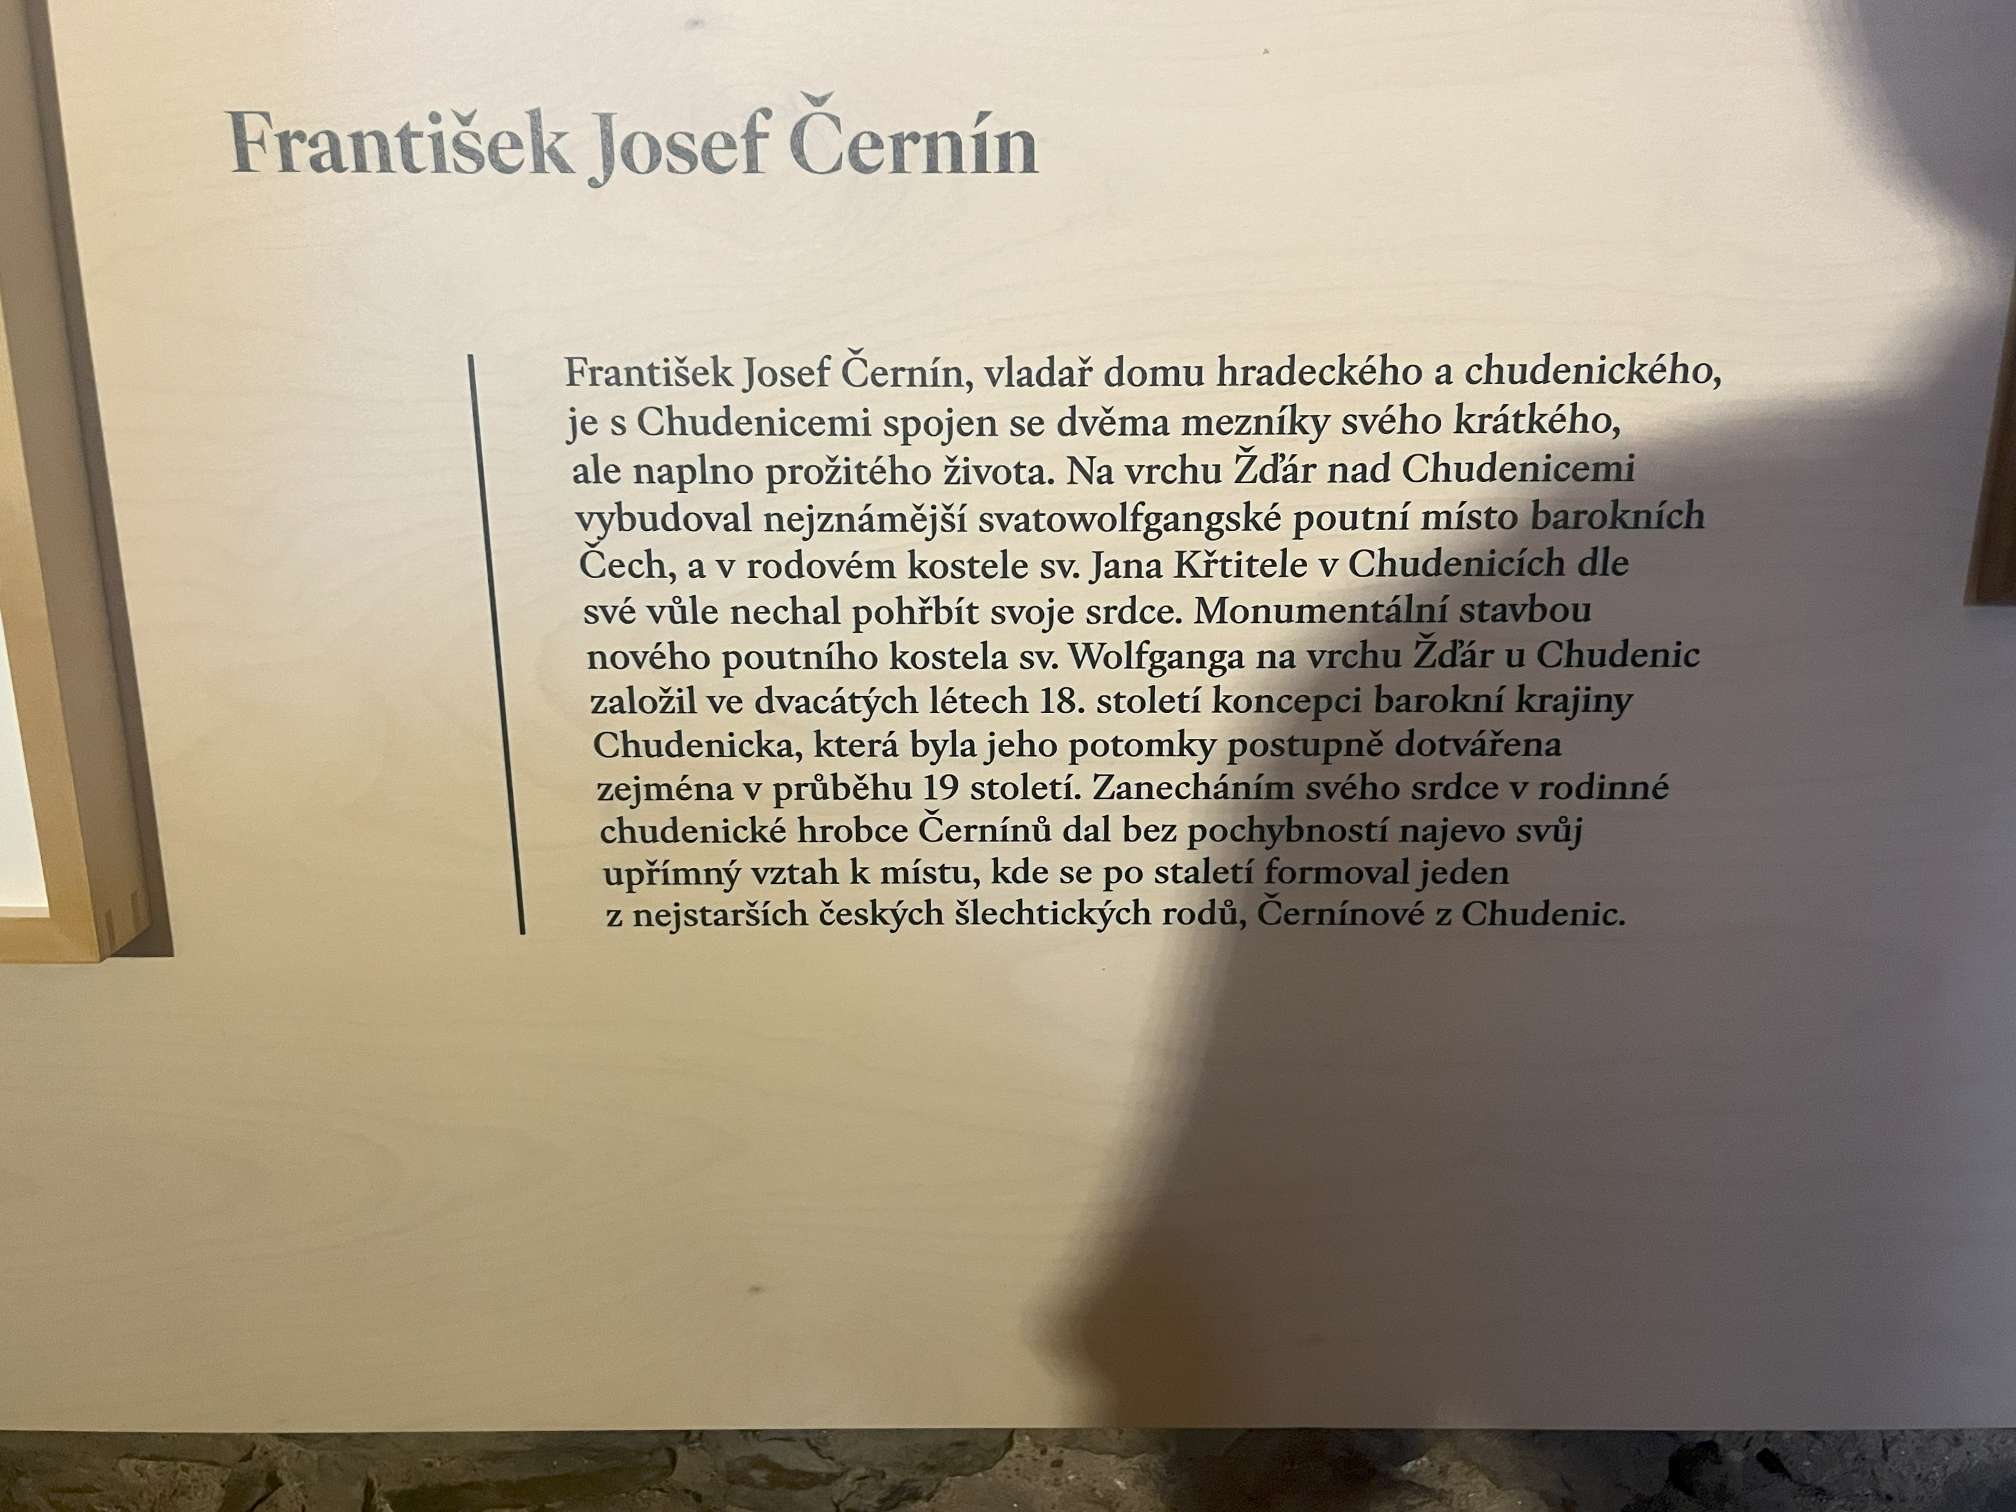 František Josef Černín
František Josef Černín, vladař domu hradeckého a chudenického,
je s Chudenicemi spojen se dvěma mezníky svého krátkého,
ale naplno prožitého života. Na vrchu Žďár nad Chudenicemi
vybudoval nejznámější svatowolfgangské poutní místo barokních
Čech, a v rodovém kostele sv. Jana Křtitele v Chudenicích dle
své vůle nechal pohřbít svoje srdce. Monumentální stavbou
nového poutního kostela sv. Wolfganga na vrchu Žďár u Chudenic
založil ve dvacátých létech 18. století koncepci barokní krajiny
Chudenicka, která byla jeho potomky postupně dotvářena
zejména v průběhu 19 století. Zanecháním svého srdce v rodinné
chudenické hrobce Černínů dal bez pochybností najevo svůj
upřímný vztah k místu, kde se po staletí formoval jeden
z nejstarších českých šlechtických rodů, Černínové z Chudenic.